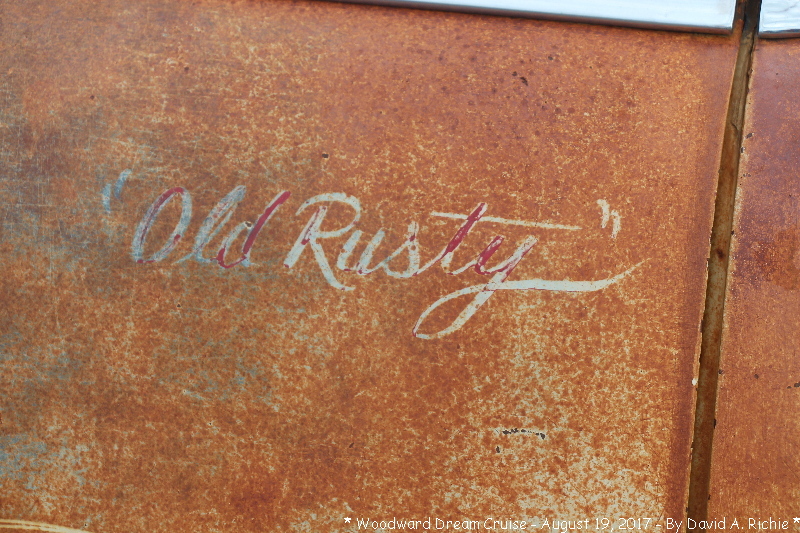 "Old Rusty"
* Woodward Dream Cruise - August 19, 2017 - By David A. Richie *